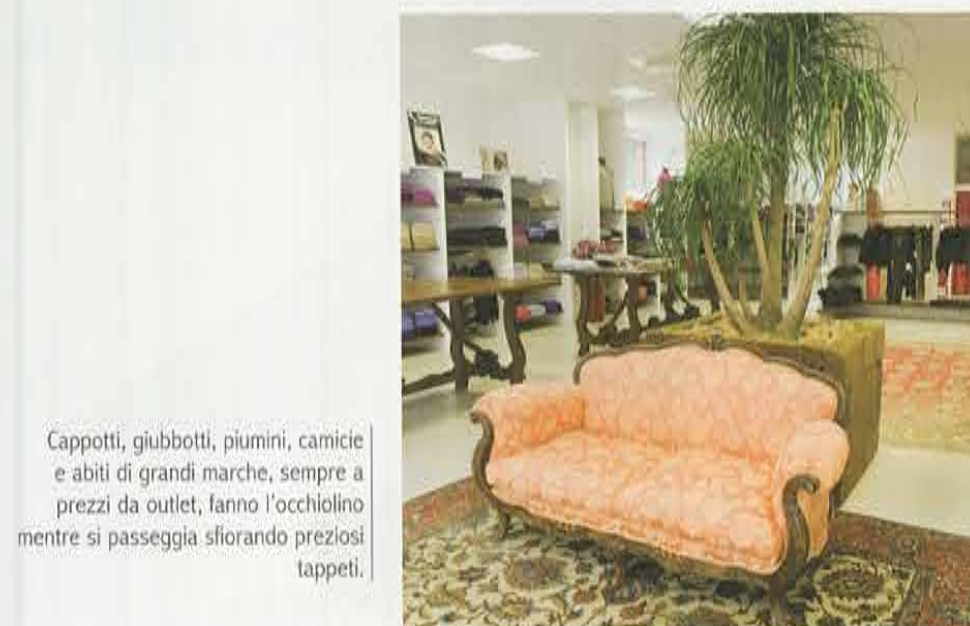 Cappotti, giubbotti, piumini, camicie
e abiti di grandi marche, sempre a
prezzi da outlet, fanno l'occhiolino
mentre si passeggia sfiorando preziosi
tappeti.